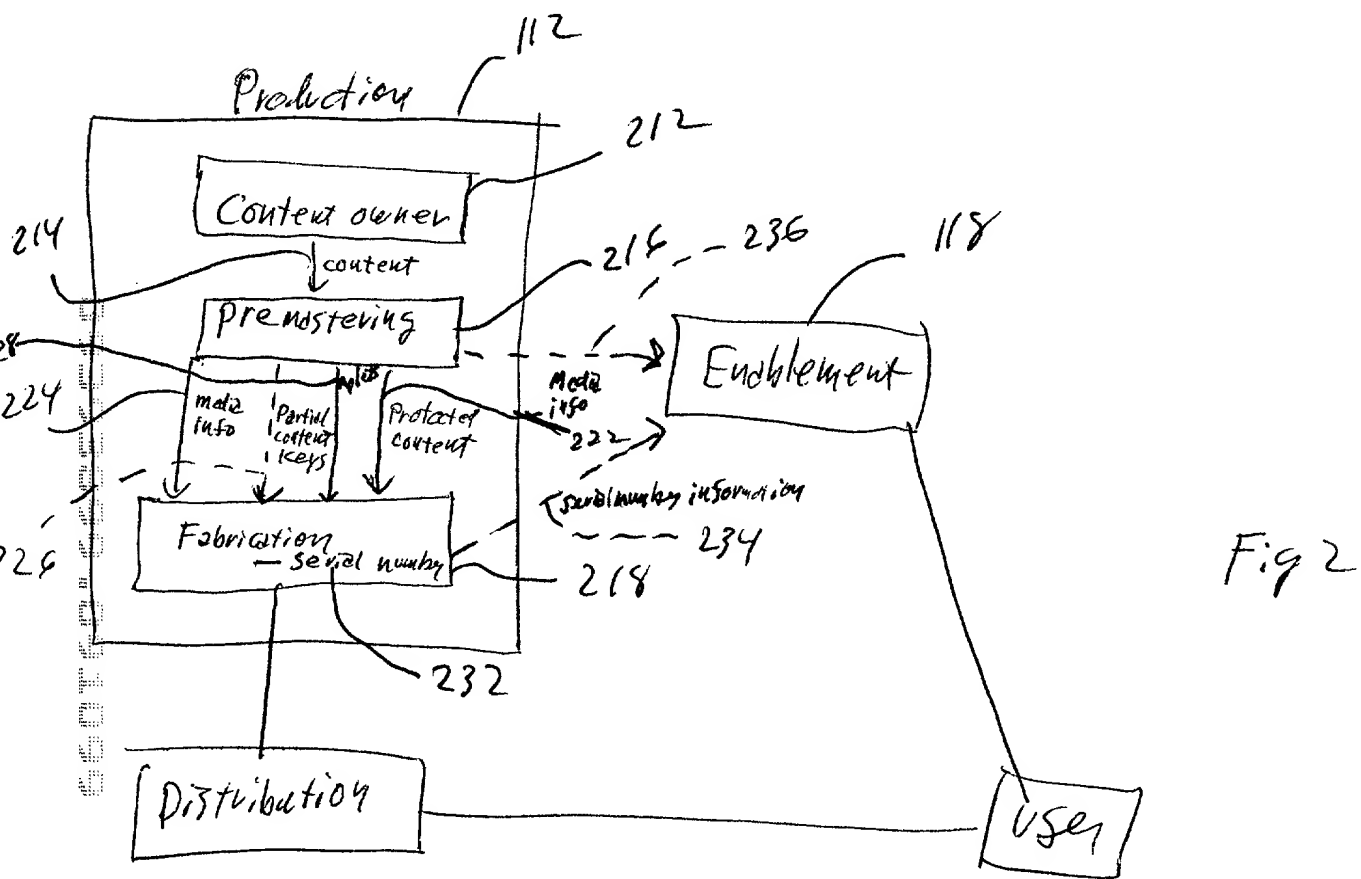 112
Production
212
Content owner
214
content
216
236
118
Premastering
Enablement
224
media
info
Partial
content
keys
Protected
content
Media
info
222
serial number information
234
Fabrication
– serial number
218
232
Fig 2
Distribution
User